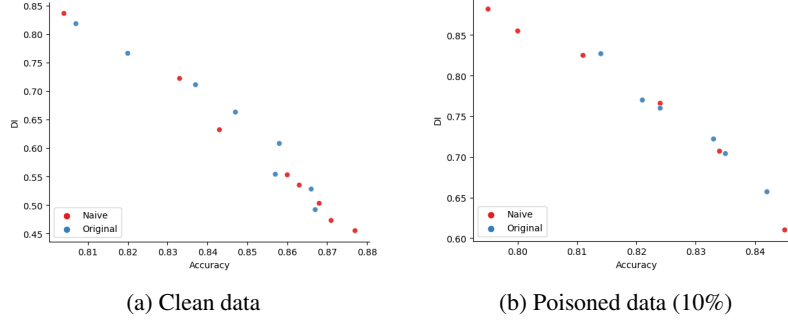 0.85
0.80
0.75
0.70
0.65
0.60
0.55
0.50
0.45
DI
Naive
Original
0.81 0.82 0.83 0.84 0.85 0.86 0.87 0.88
Accuracy
(a) Clean data
0.85
0.80
0.75
0.70
0.65
0.60
DI
Naive
Original
0.80 0.81 0.82 0.83 0.84
Accuracy
(b) Poisoned data (10%)